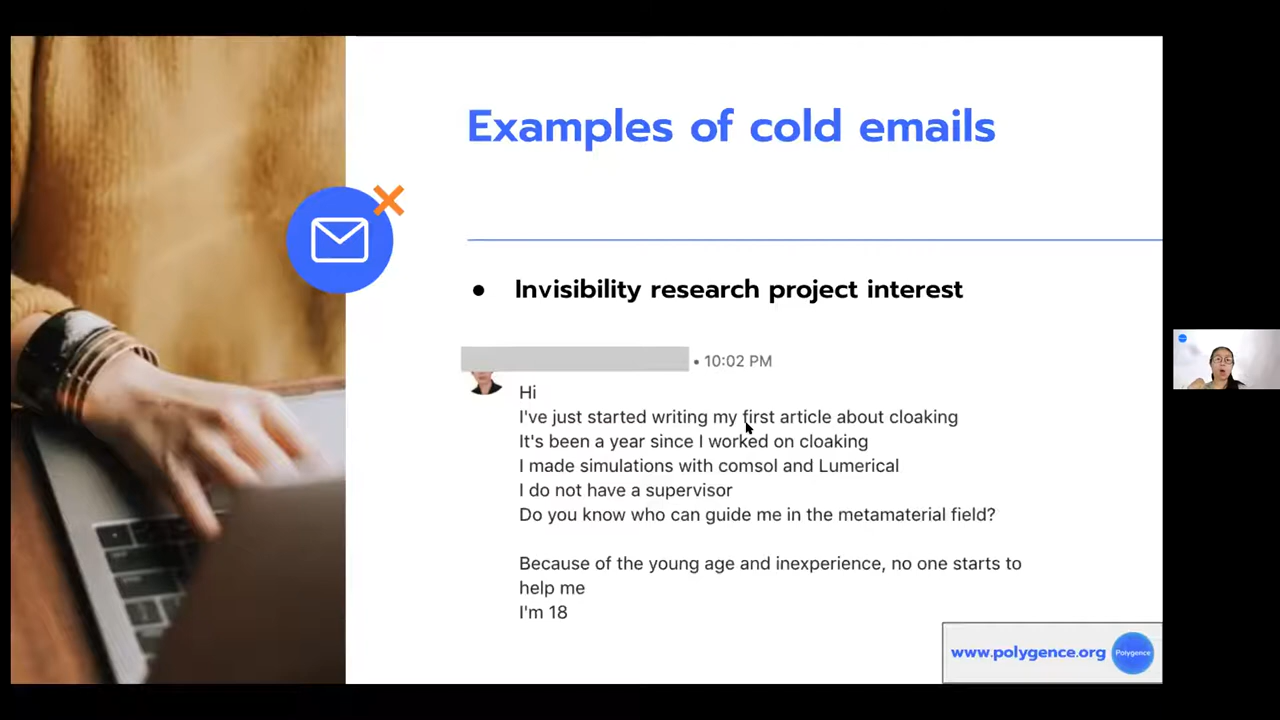 Examples of cold emails
● Invisibility research project interest
• 10:02 PM
Hi
I've just started writing my first article about cloaking
It's been a year since I worked on cloaking
I made simulations with comsol and Lumerical
I do not have a supervisor
Do you know who can guide me in the metamaterial field?
Because of the young age and inexperience, no one starts to
help me
I'm 18
www.polygence.org
Polygence